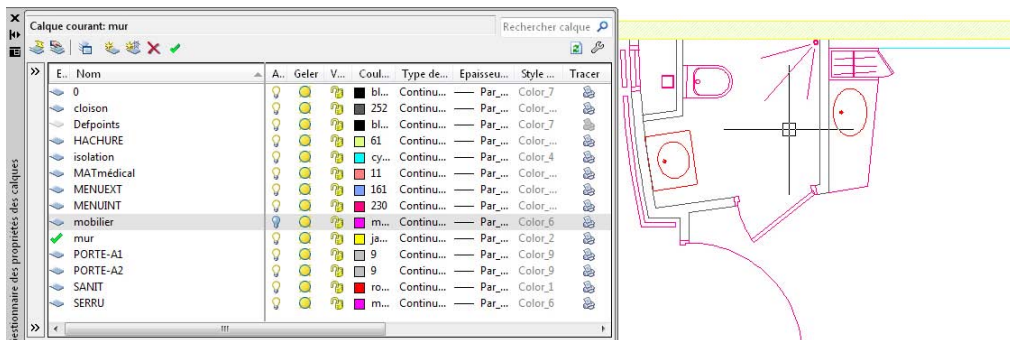 Calque courant: mur
Rechercher calque
E.. Nom A.. Geler V... Coul... Type de... Epaisseu... Style ... Tracer
0 bl... Continu... Par_... Color_7
cloison 252 Continu... Par_... Color_...
Defpoints bl... Continu... Par_... Color_7
HACHURE 61 Continu... Par_... Color_...
isolation cy... Continu... Par_... Color_4
MATmédical 11 Continu... Par_... Color_...
MENUEXT 161 Continu... Par_... Color_...
MENUINT 230 Continu... Par_... Color_...
mobilier m... Continu... Par_... Color_6
mur ja... Continu... Par_... Color_2
PORTE-A1 9 Continu... Par_... Color_9
PORTE-A2 9 Continu... Par_... Color_9
SANIT ro... Continu... Par_... Color_1
SERRU m... Continu... Par_... Color_6
estionnaire des propriétés des calques